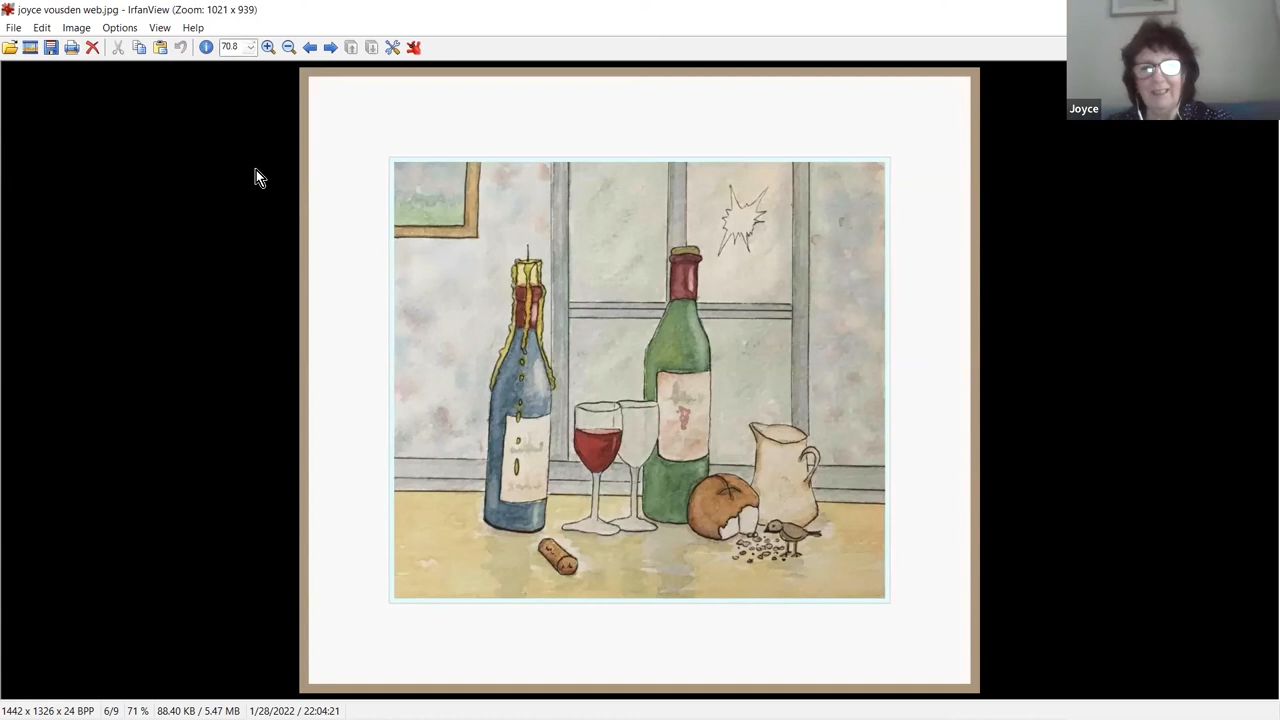 joyce vousden web.jpg - IrfanView (Zoom: 1021 x 939)
File Edit Image Options View Help
70.8
Joyce
1442 x 1326 x 24 BPP 6/9 71 % 88.40 KB / 5.47 MB 1/28/2022 / 22:04:21